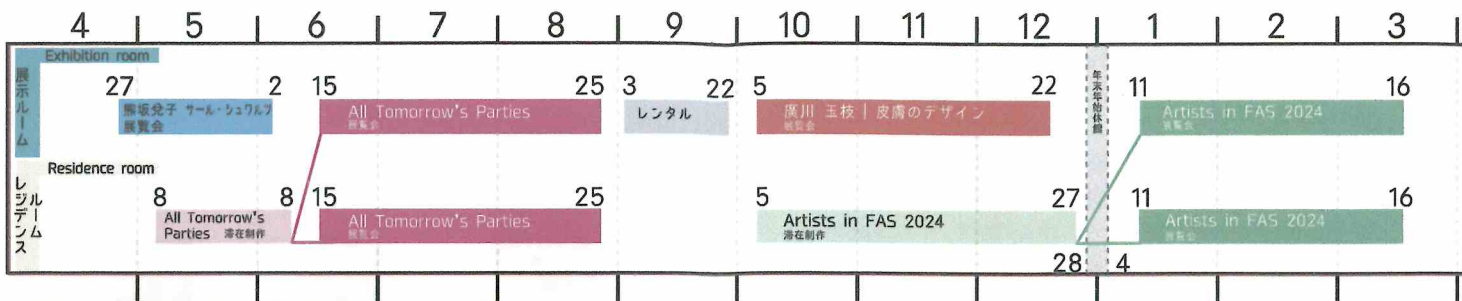 4 5 6 7 8 9 10 11 12 1 2 3
Exhibition room
展示ルーム
27 2 15 25 3 22 5 22 11 16
熊坂兌子 サール・シュワルツ
展覧会
All Tomorrow's Parties
展覧会
レンタル
廣川 玉枝 | 皮膚のデザイン
展覧会
年末年始休館
Artists in FAS 2024
展覧会
Residence room
レジデンス
ルーム
8 8 15 25 5 27 11 16
All Tomorrow's
Parties 滞在制作
All Tomorrow's Parties
展覧会
Artists in FAS 2024
滞在制作
Artists in FAS 2024
展覧会
28 4